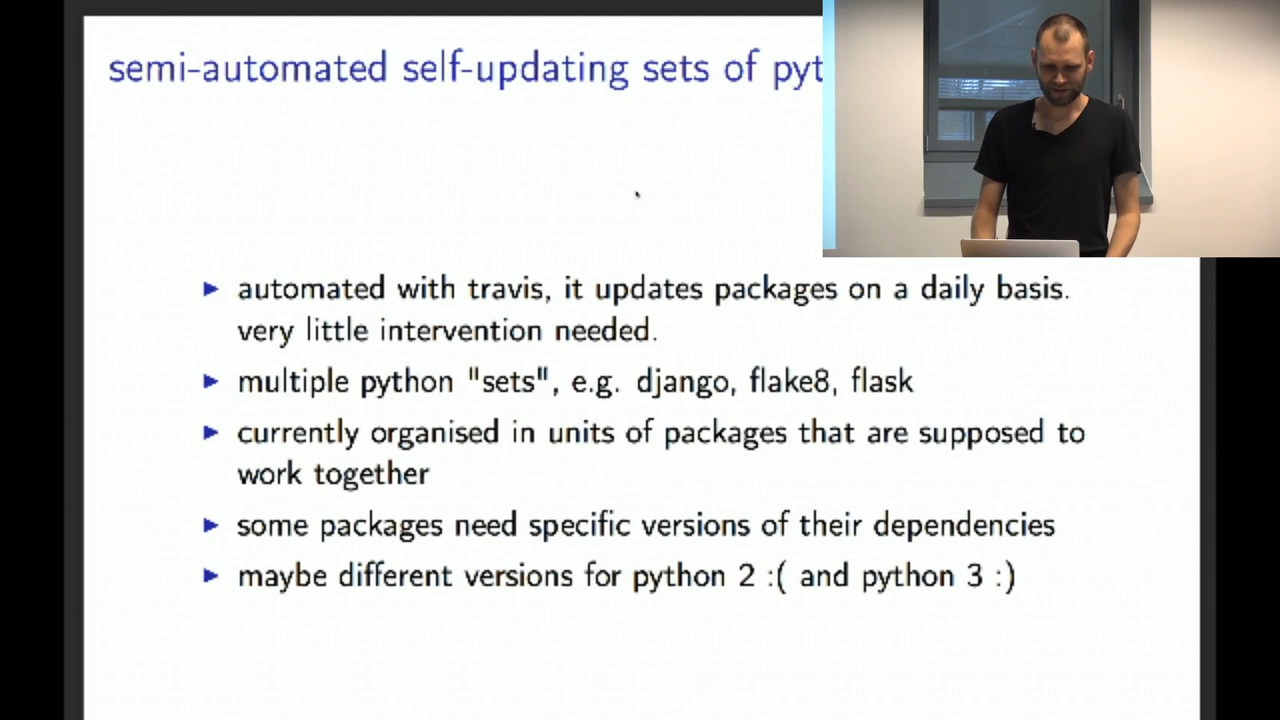 semi-automated self-updating sets of pyt
▶ automated with travis, it updates packages on a daily basis.
very little intervention needed.
▶ multiple python "sets", e.g. django, flake8, flask
▶ currently organised in units of packages that are supposed to
work together
▶ some packages need specific versions of their dependencies
▶ maybe different versions for python 2 :( and python 3 :)